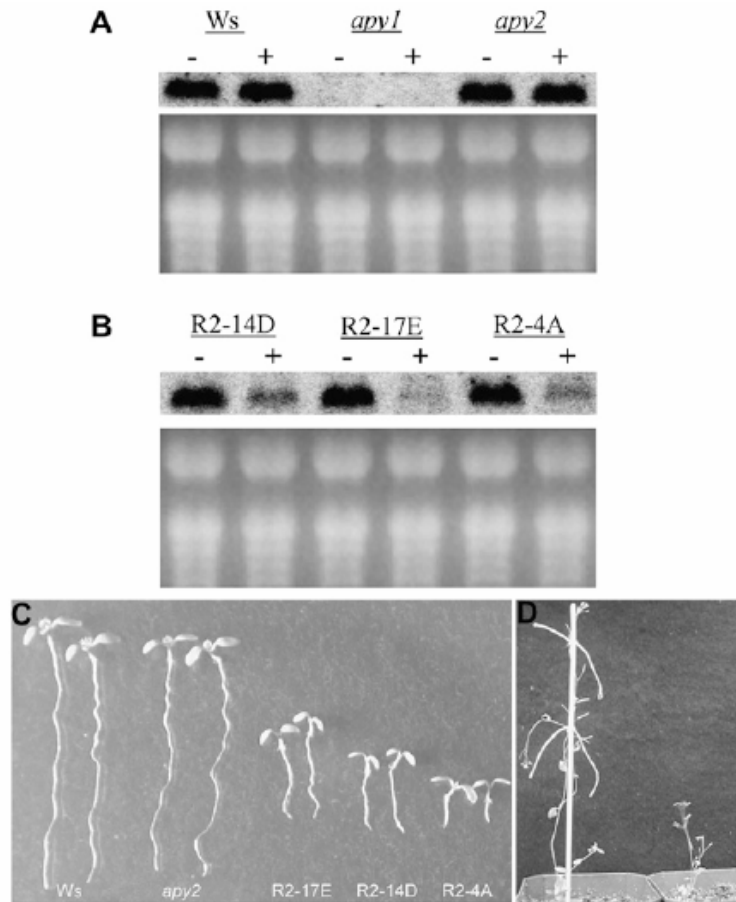 A
Ws apy1 apy2
- + - + - +
B
R2-14D R2-17E R2-4A
- + - + - +
C
D
Ws apy2 R2-17E R2-14D R2-4A